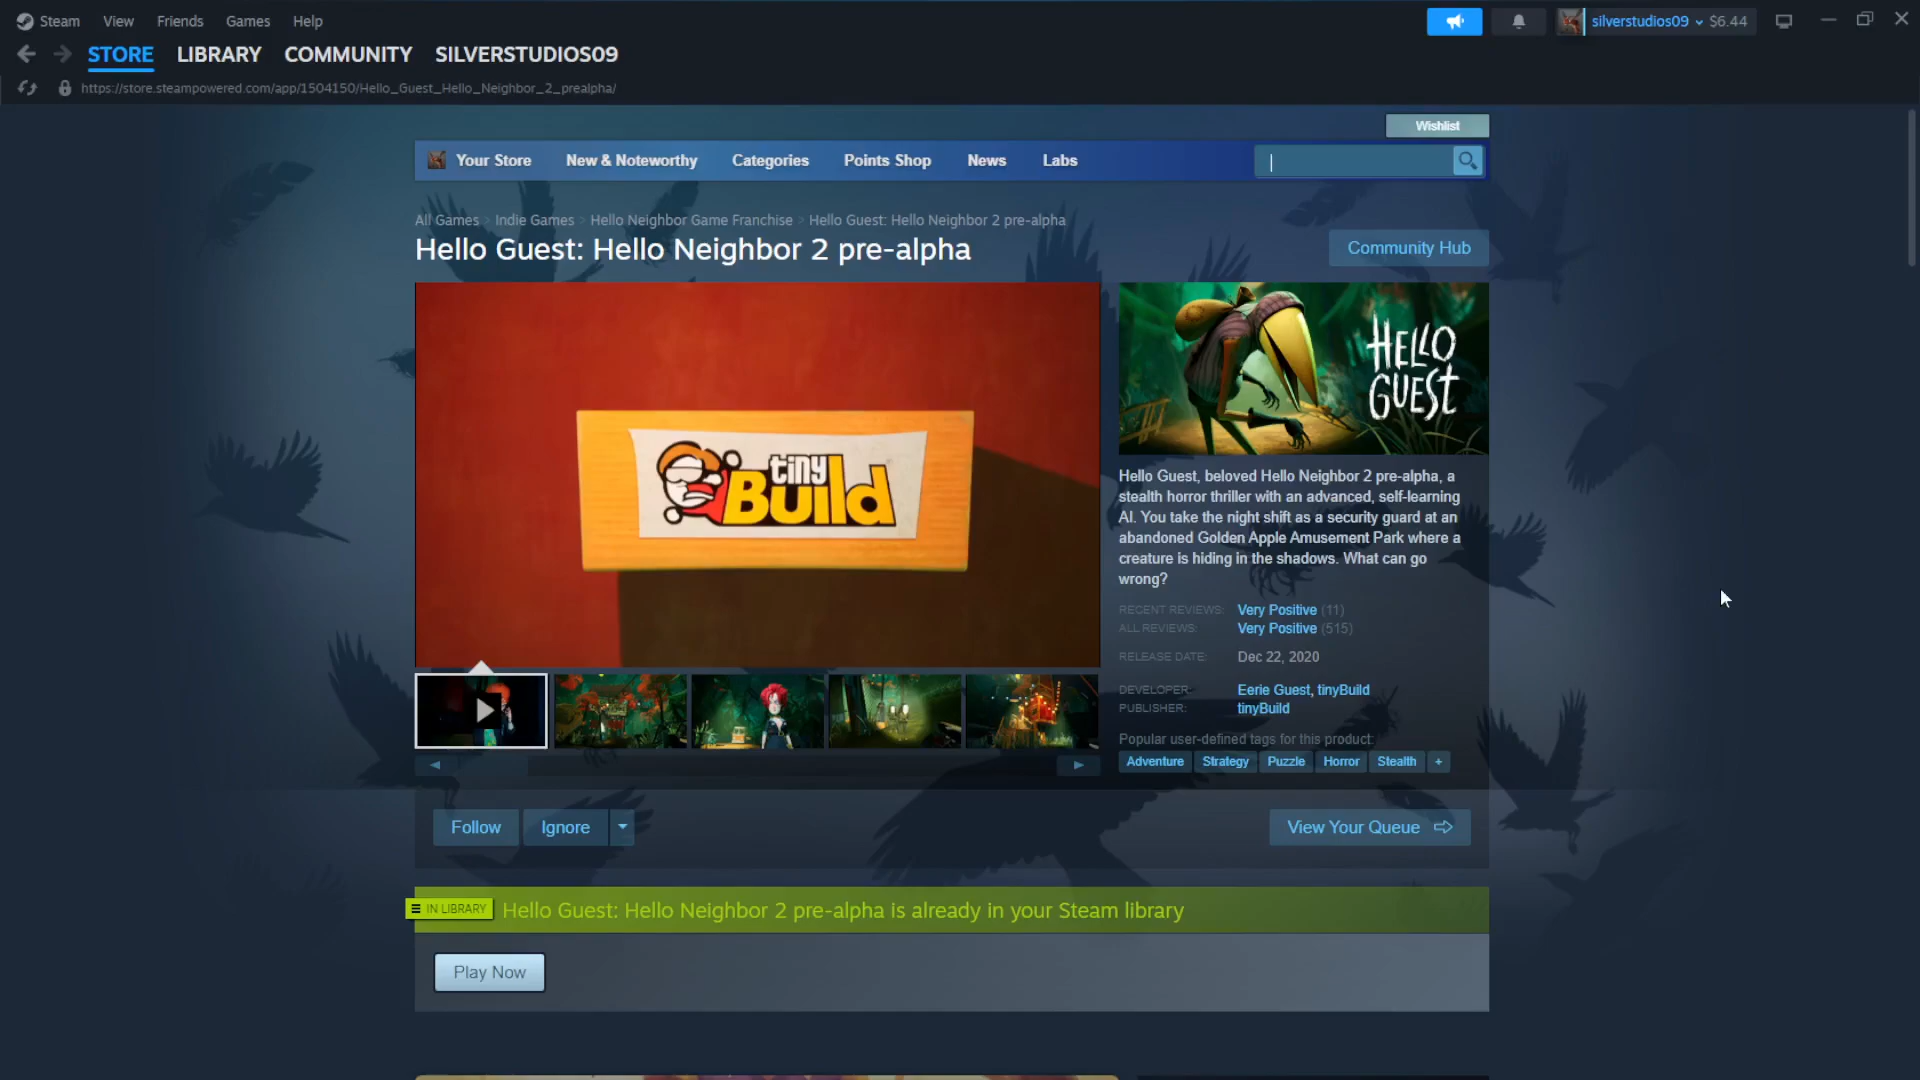 Steam View Friends Games Help
silverstudios09 $6.44
STORE LIBRARY COMMUNITY SILVERSTUDIOS09
https://store.steampowered.com/app/1504150/Hello_Guest_Hello_Neighbor_2_prealpha/
Wishlist
Your Store New & Noteworthy Categories Points Shop News Labs
All Games > Indie Games > Hello Neighbor Game Franchise > Hello Guest: Hello Neighbor 2 pre-alpha
Hello Guest: Hello Neighbor 2 pre-alpha
Community Hub
tiny
Build
HELLO
GUEST
Hello Guest, beloved Hello Neighbor 2 pre-alpha, a
stealth horror thriller with an advanced, self-learning
AI. You take the night shift as a security guard at an
abandoned Golden Apple Amusement Park where a
creature is hiding in the shadows. What can go
wrong?
RECENT REVIEWS: Very Positive (11)
ALL REVIEWS: Very Positive (515)
RELEASE DATE: Dec 22, 2020
DEVELOPER: Eerie Guest, tinyBuild
PUBLISHER: tinyBuild
Popular user-defined tags for this product:
Adventure Strategy Puzzle Horror Stealth +
Follow Ignore
View Your Queue
IN LIBRARY Hello Guest: Hello Neighbor 2 pre-alpha is already in your Steam library
Play Now